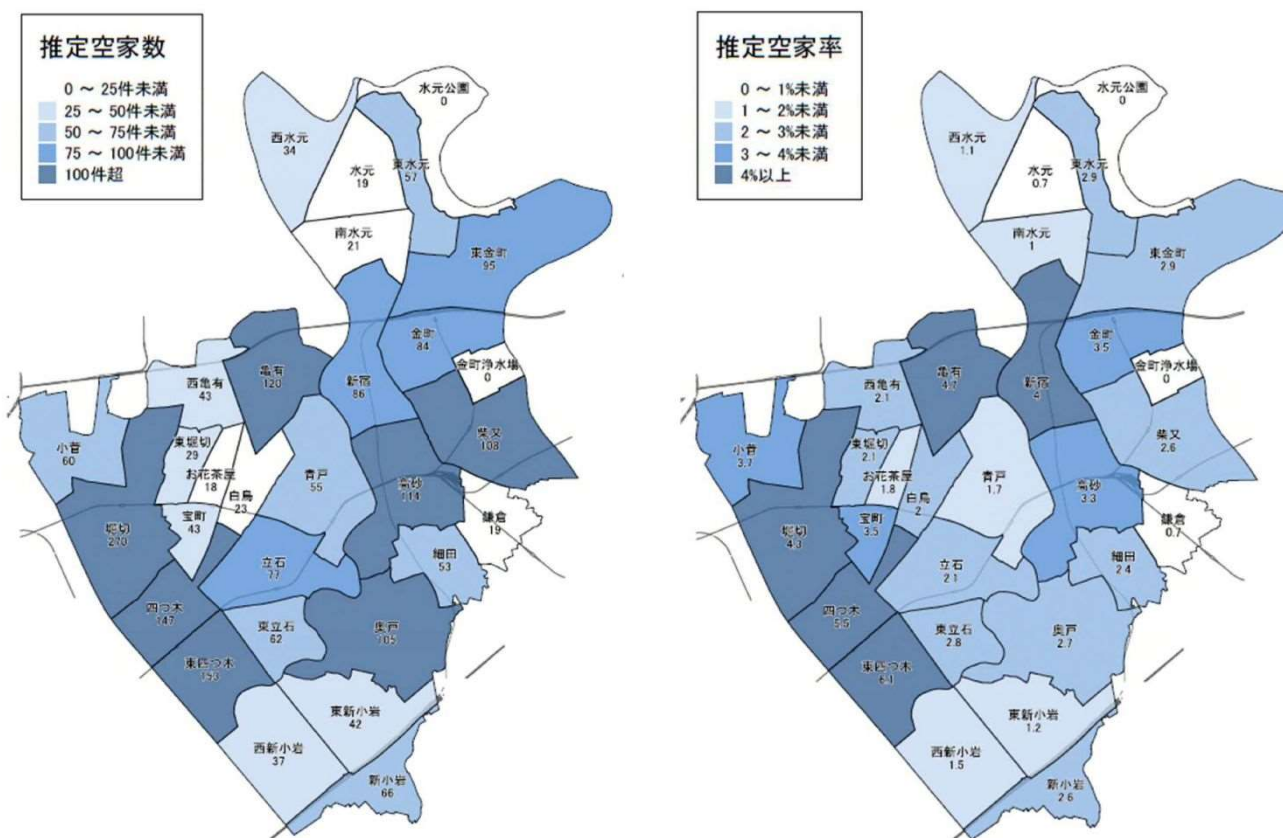 推定空家数
0 ～ 25件未満
25 ～ 50件未満
50 ～ 75件未満
75 ～ 100件未満
100件超
水元公園
0
西水元
34
水元
19
東水元
57
南水元
21
東金町
95
金町
84
金町浄水場
0
亀有
120
新宿
86
西亀有
43
柴又
108
小菅
60
東堀切
29
お花茶屋
18
白鳥
23
青戸
55
高砂
114
鎌倉
19
堀切
270
宝町
43
細田
53
立石
77
四つ木
147
東立石
62
奥戸
105
東四つ木
153
東新小岩
42
西新小岩
37
新小岩
66
推定空家率
0 ～ 1%未満
1 ～ 2%未満
2 ～ 3%未満
3 ～ 4%未満
4%以上
水元公園
0
西水元
1.1
水元
0.7
東水元
2.9
南水元
1
東金町
2.9
金町
3.5
金町浄水場
0
亀有
4.7
新宿
4
西亀有
2.1
柴又
2.6
小菅
3.7
東堀切
2.1
お花茶屋
1.8
白鳥
2
青戸
1.7
高砂
3.3
鎌倉
0.7
堀切
4.3
宝町
3.5
細田
2.4
立石
2.1
四つ木
5.5
東立石
2.8
奥戸
2.7
東四つ木
6.1
東新小岩
1.2
西新小岩
1.5
新小岩
2.6